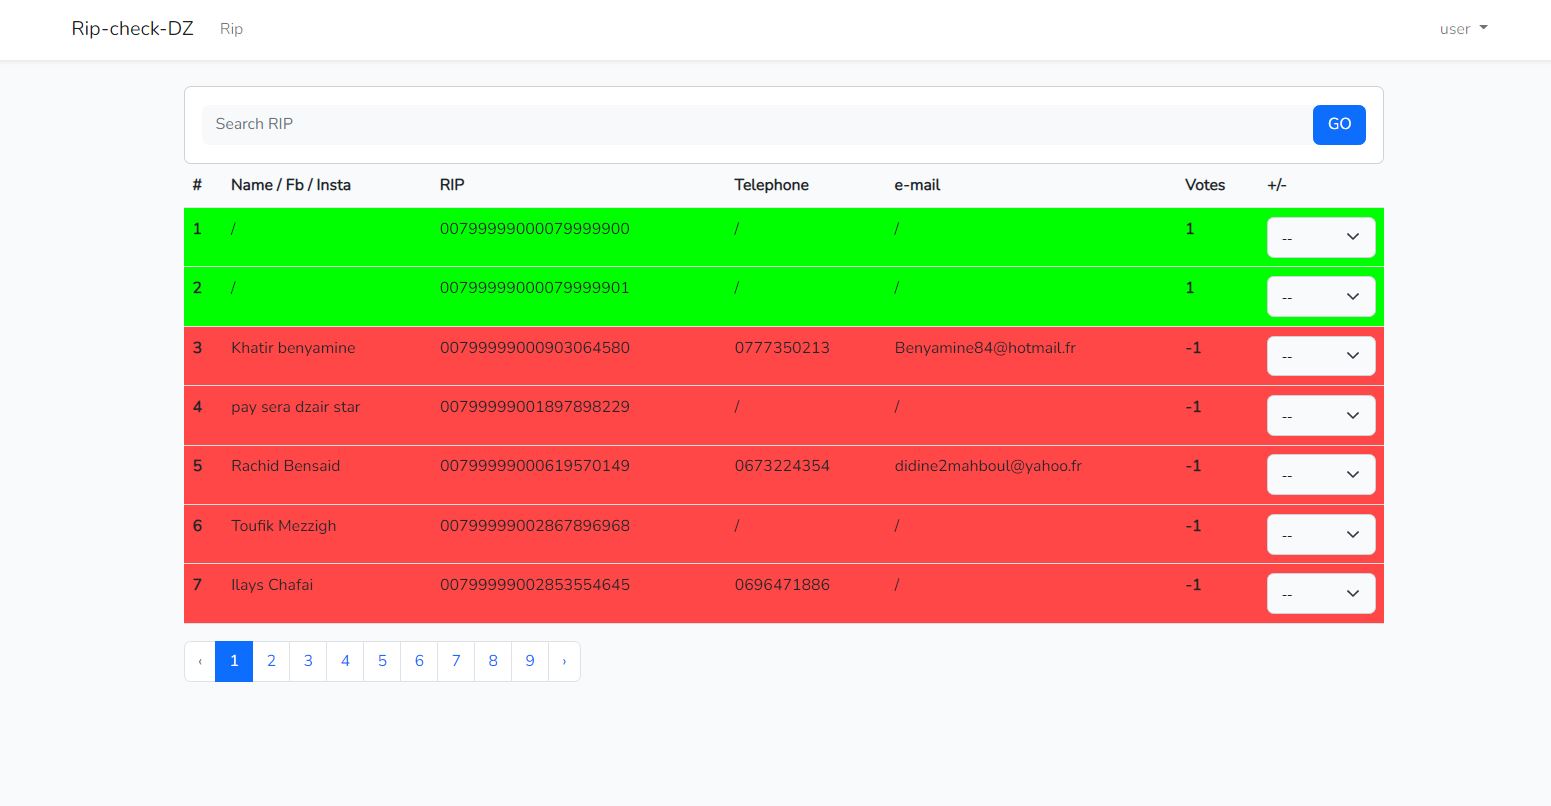 Rip-check-DZ Rip user
Search RIP GO
# Name / Fb / Insta RIP Telephone e-mail Votes +/-
1 / 00799999000079999900 / / 1 --
2 / 00799999000079999901 / / 1 --
3 Khatir benyamine 00799999000903064580 0777350213 Benyamine84@hotmail.fr -1 --
4 pay sera dzair star 00799999001897898229 / / -1 --
5 Rachid Bensaid 00799999000619570149 0673224354 didine2mahboul@yahoo.fr -1 --
6 Toufik Mezzigh 00799999002867896968 / / -1 --
7 Ilays Chafai 00799999002853554645 0696471886 / -1 --
‹ 1 2 3 4 5 6 7 8 9 ›